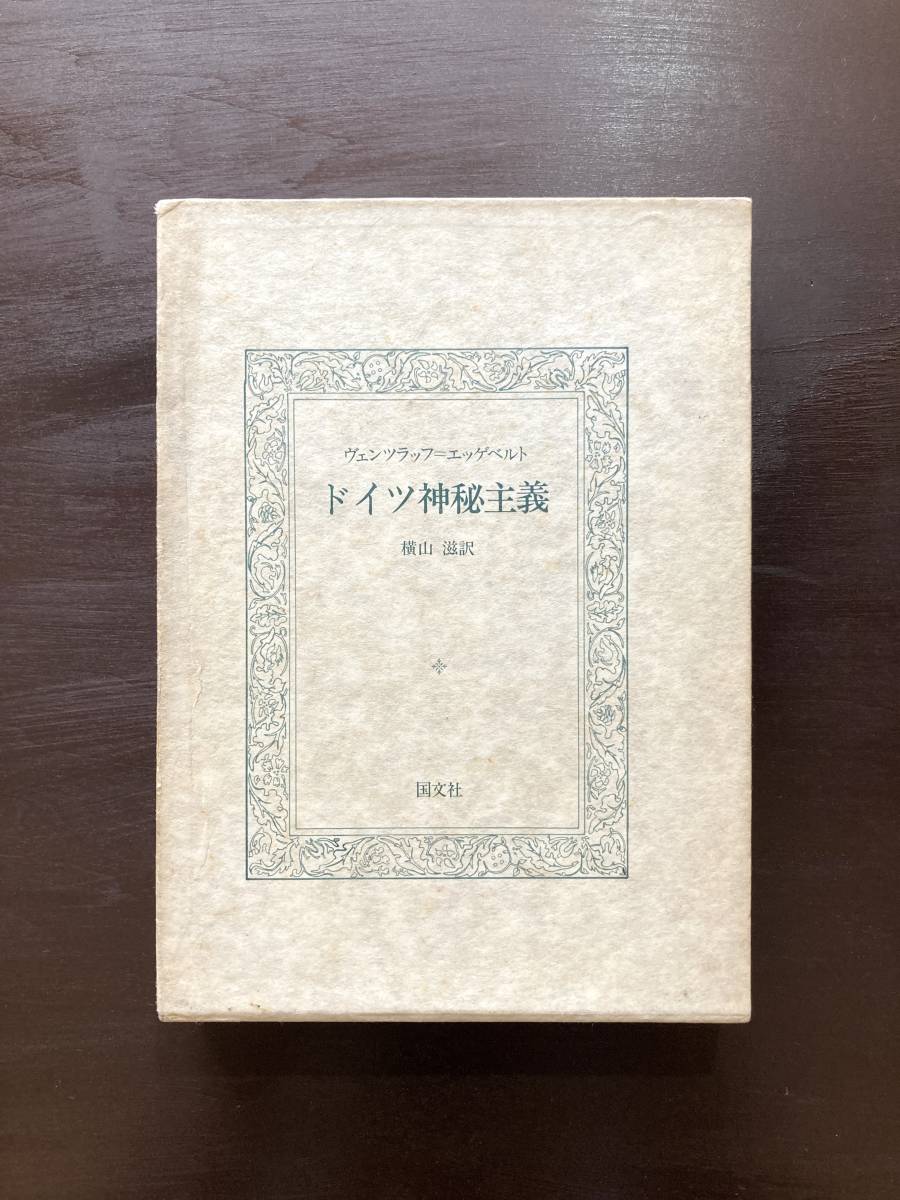 ヴェンツラッフ=エッゲベルト
ドイツ神秘主義
横山 滋訳
国文社